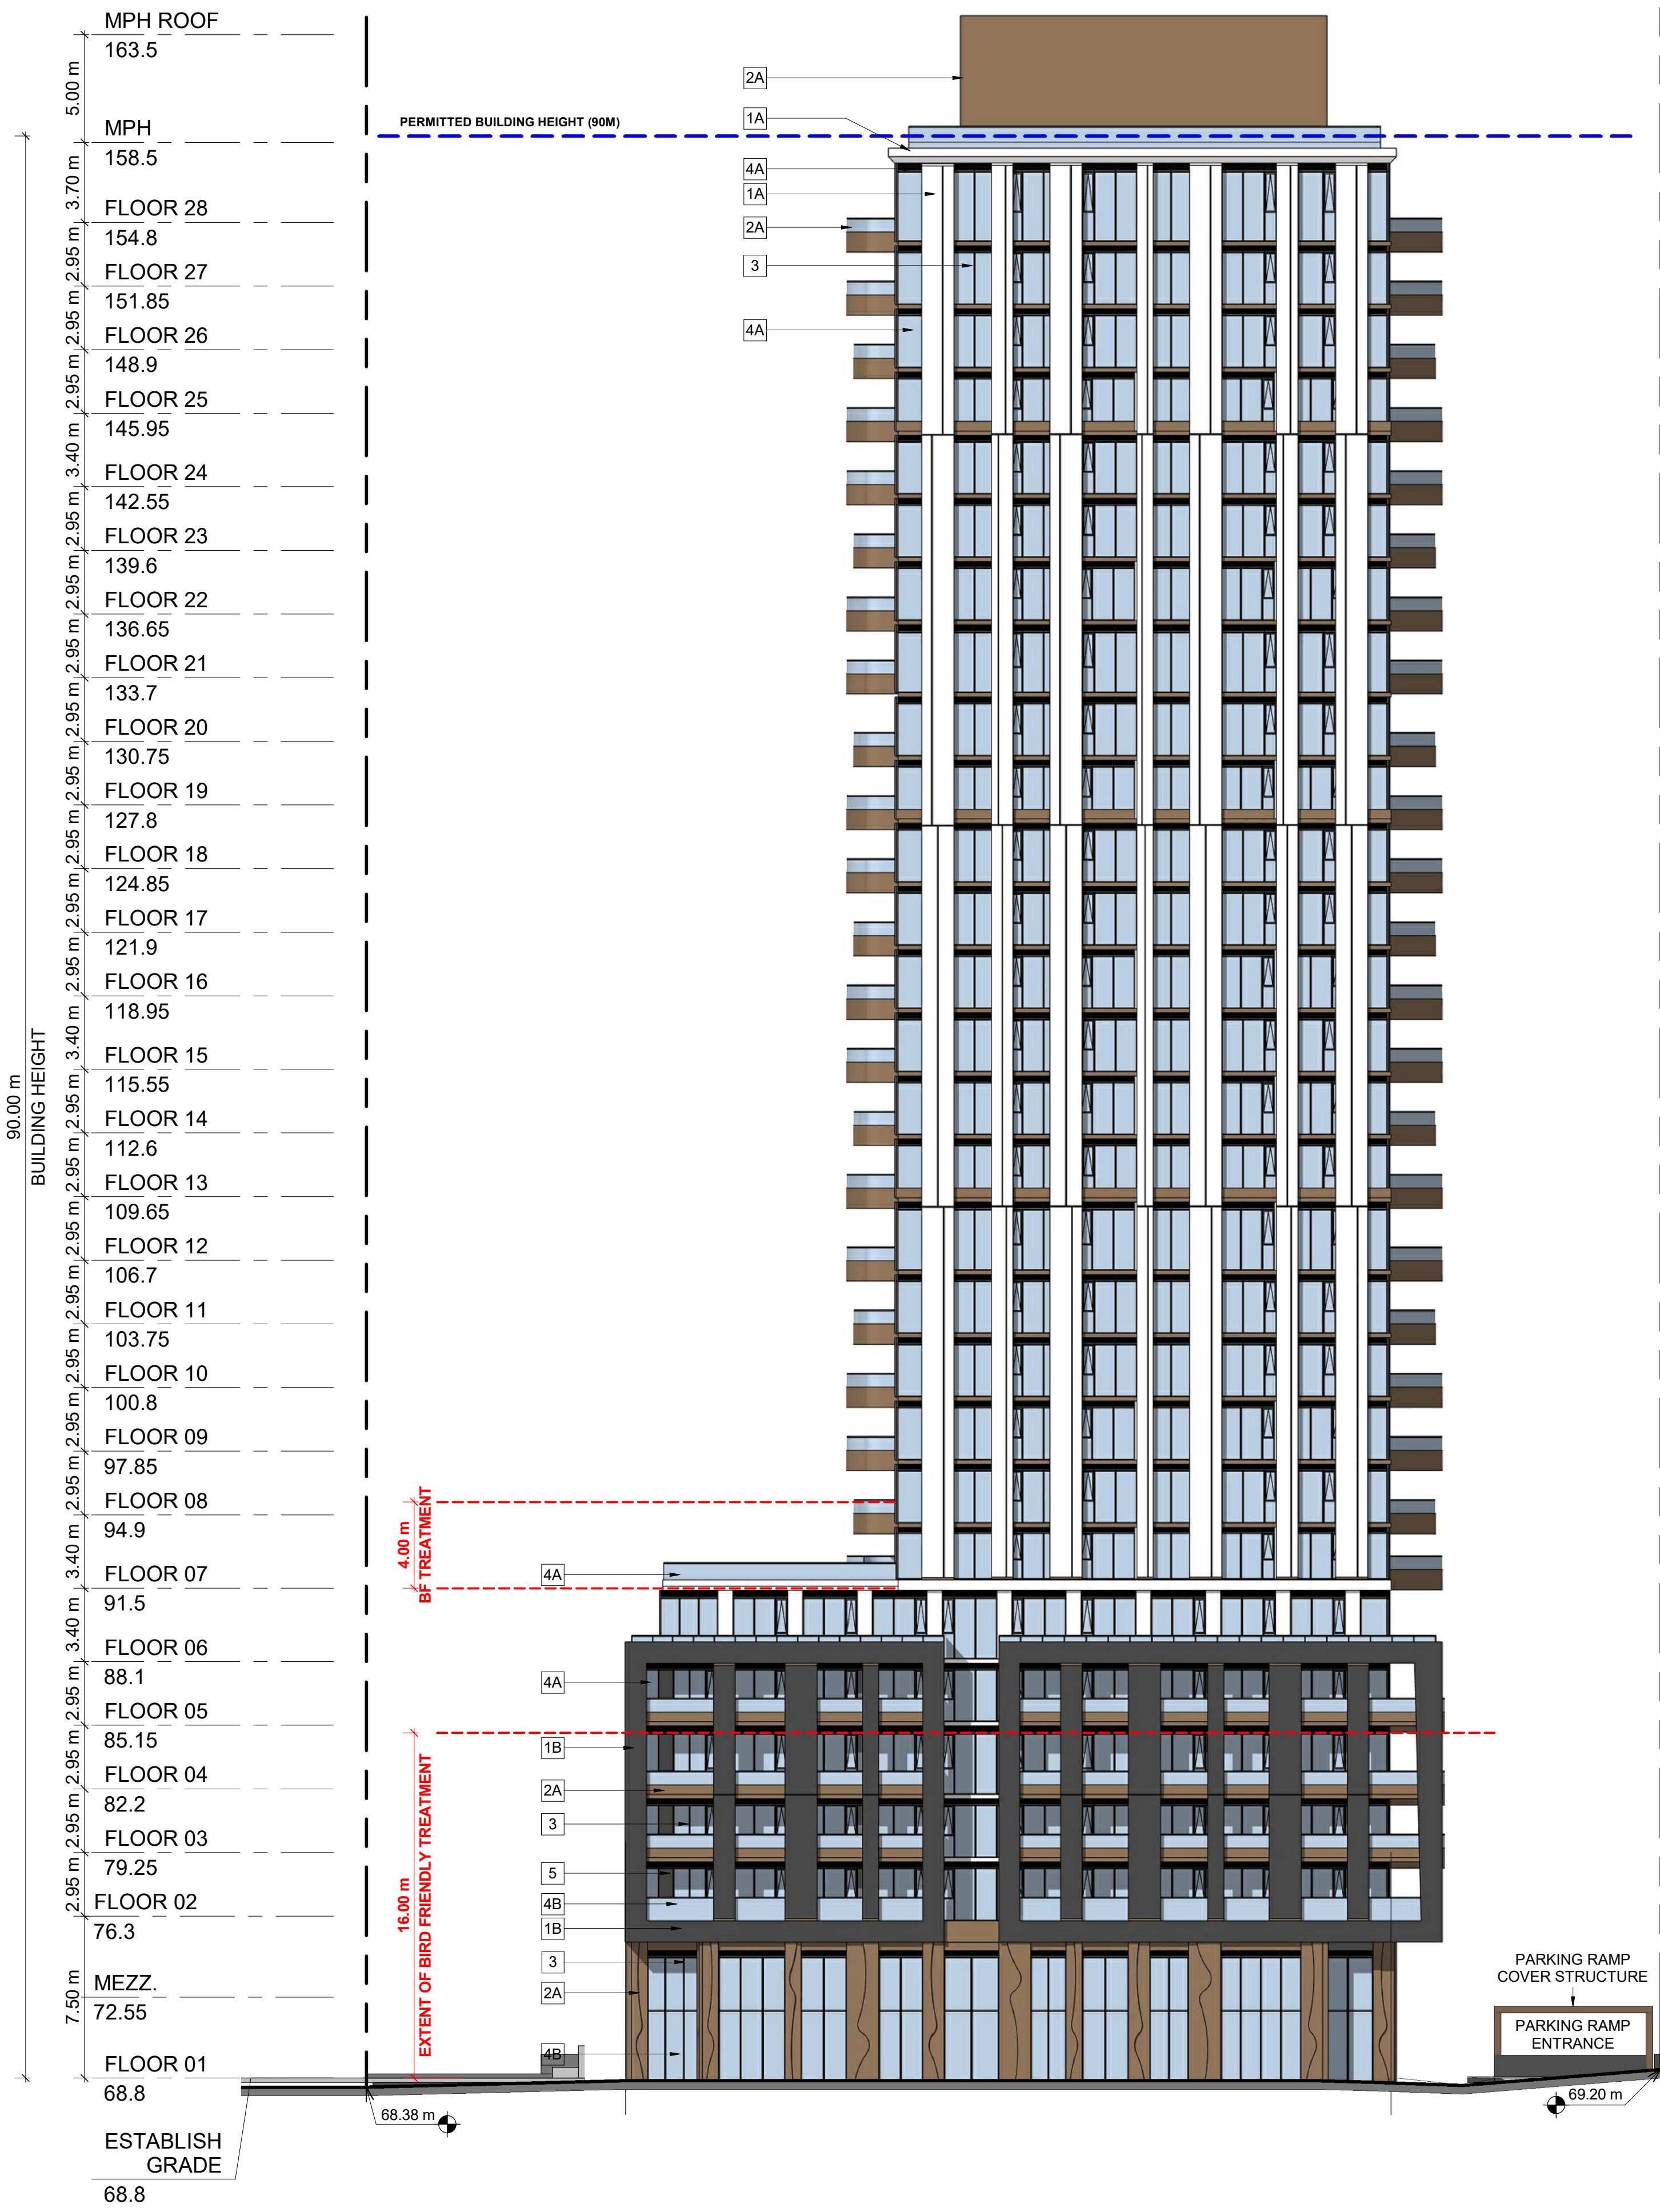 MPH ROOF
163.5
5.00 m
MPH
158.5
3.70 m
FLOOR 28
154.8
2.95 m
FLOOR 27
151.85
2.95 m
FLOOR 26
148.9
2.95 m
FLOOR 25
145.95
3.40 m
FLOOR 24
142.55
2.95 m
FLOOR 23
139.6
2.95 m
FLOOR 22
136.65
2.95 m
FLOOR 21
133.7
2.95 m
FLOOR 20
130.75
2.95 m
FLOOR 19
127.8
2.95 m
FLOOR 18
124.85
2.95 m
FLOOR 17
121.9
2.95 m
FLOOR 16
118.95
3.40 m
FLOOR 15
115.55
2.95 m
FLOOR 14
112.6
2.95 m
FLOOR 13
109.65
2.95 m
FLOOR 12
106.7
2.95 m
FLOOR 11
103.75
2.95 m
FLOOR 10
100.8
2.95 m
FLOOR 09
97.85
2.95 m
FLOOR 08
94.9
3.40 m
FLOOR 07
91.5
3.40 m
FLOOR 06
88.1
2.95 m
FLOOR 05
85.15
2.95 m
FLOOR 04
82.2
2.95 m
FLOOR 03
79.25
2.95 m
FLOOR 02
76.3
7.50 m
MEZZ.
72.55
FLOOR 01
68.8
ESTABLISH
GRADE
68.8
90.00 m
BUILDING HEIGHT
PERMITTED BUILDING HEIGHT (90M)
2A
1A
4A
1A
2A
3
4A
4.00 m
BF TREATMENT
4A
4A
1B
2A
3
5
4B
1B
3
2A
4B
16.00 m
EXTENT OF BIRD FRIENDLY TREATMENT
68.38 m
PARKING RAMP
COVER STRUCTURE
PARKING RAMP
ENTRANCE
69.20 m